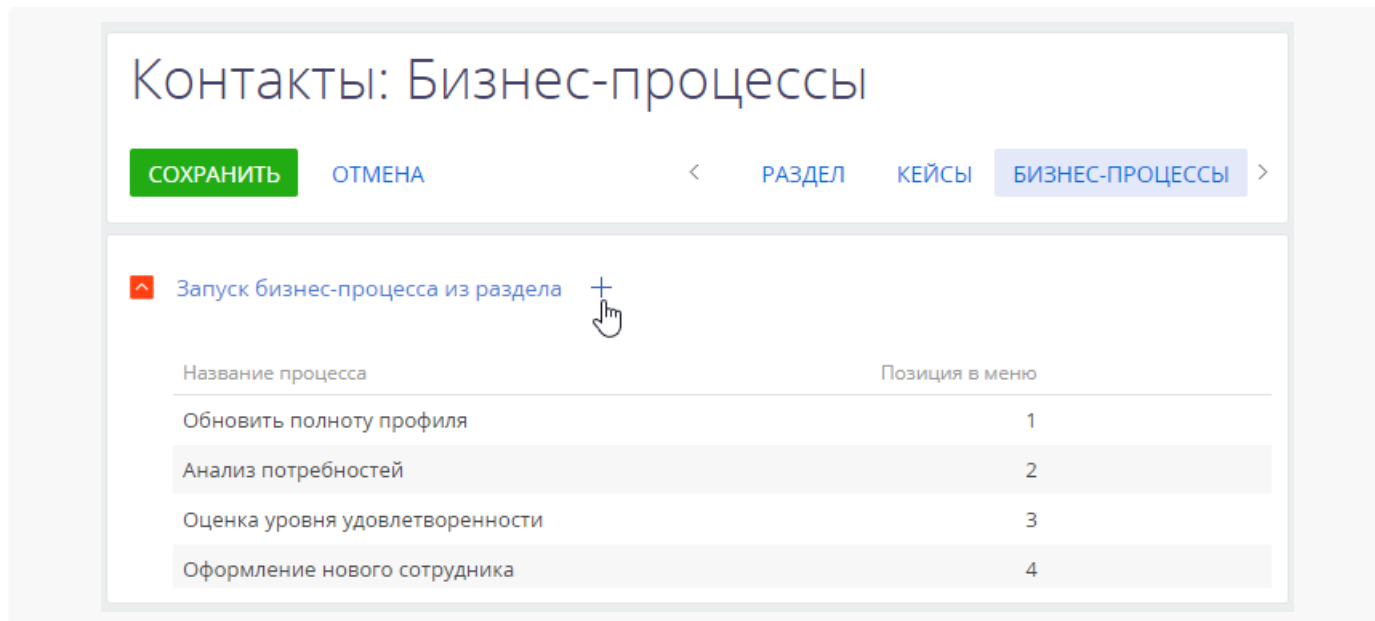 Контакты: Бизнес-процессы
СОХРАНИТЬ ОТМЕНА < РАЗДЕЛ КЕЙСЫ БИЗНЕС-ПРОЦЕССЫ >
Запуск бизнес-процесса из раздела +
Название процесса Позиция в меню
Обновить полноту профиля 1
Анализ потребностей 2
Оценка уровня удовлетворенности 3
Оформление нового сотрудника 4